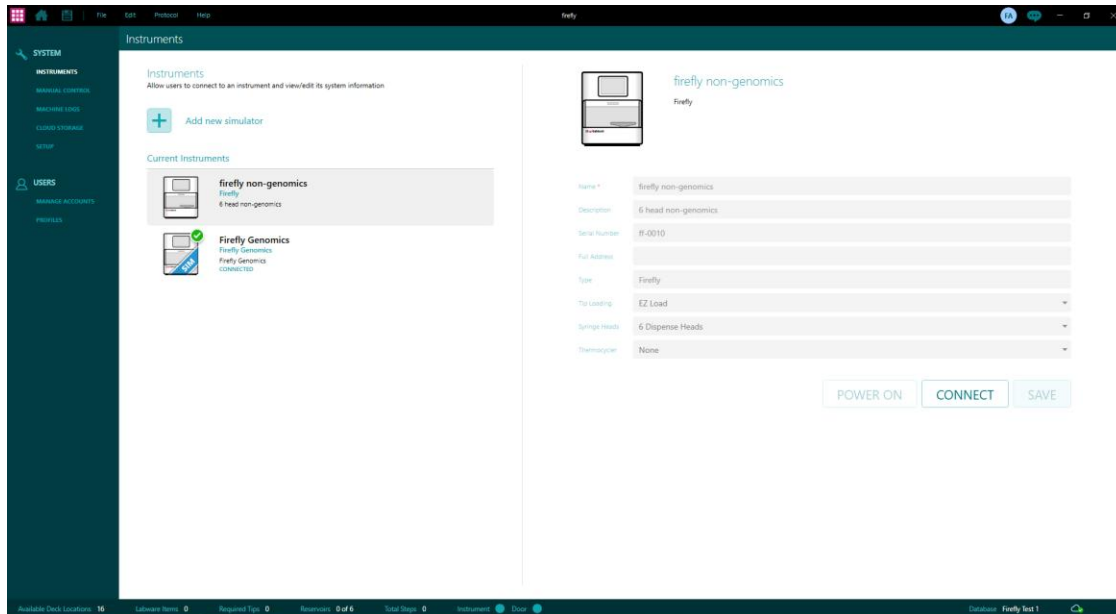 File Edit Protocol Help
firefly
FA
Instruments
SYSTEM
INSTRUMENTS
MANUAL CONTROL
MACHINE LOGS
CLOUD STORAGE
SETUP
USERS
MANAGE ACCOUNTS
PROFILES
Instruments
Allow users to connect to an instrument and view/edit its system information
Add new simulator
Current Instruments
firefly non-genomics
Firefly
6 head non-genomics
SIM
Firefly Genomics
Firefly Genomics
Firefly Genomics
CONNECTED
firefly non-genomics
Firefly
Name * firefly non-genomics
Description 6 head non-genomics
Serial Number ff-0010
Full Address
Type Firefly
Tip Loading EZ Load
Syringe Heads 6 Dispense Heads
Thermocycler None
POWER ON CONNECT SAVE
Available Deck Locations 16 Labware Items 0 Required Tips 0 Reservoirs 0 of 6 Total Steps 0 Instrument Door Database Firefly Test 1